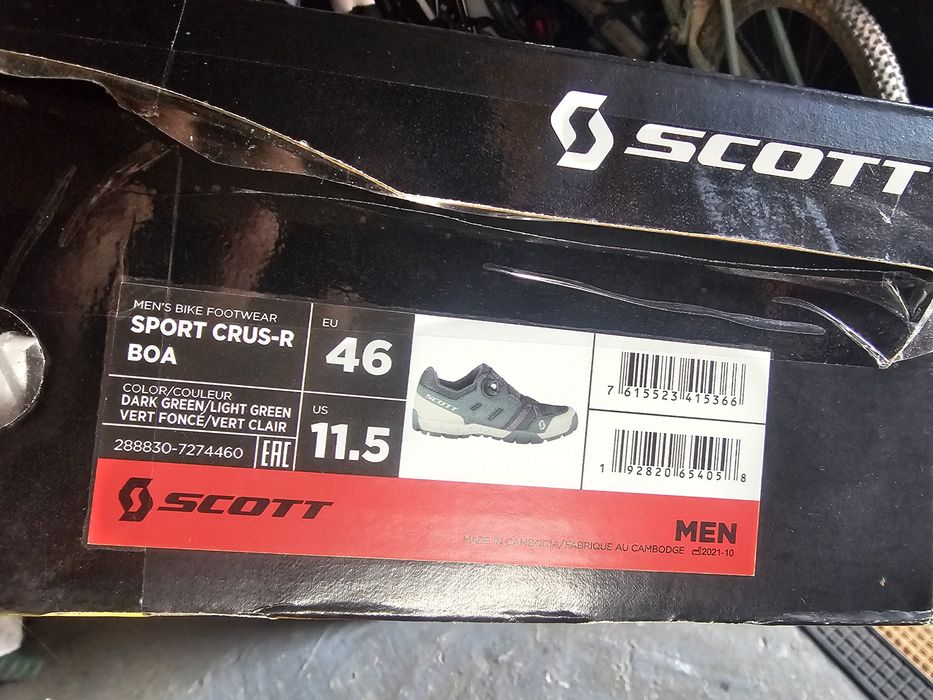 SCOTT
MEN'S BIKE FOOTWEAR
SPORT CRUS-R
BOA
COLOR/COULEUR
DARK GREEN/LIGHT GREEN
VERT FONCÉ/VERT CLAIR
288830-7274460
EAC
EU
46
US
11.5
SCOTT
7 615523 415366
1 92820 65405 8
SCOTT
MEN
MADE IN CAMBODIA/FABRIQUÉ AU CAMBODGE 2021-10